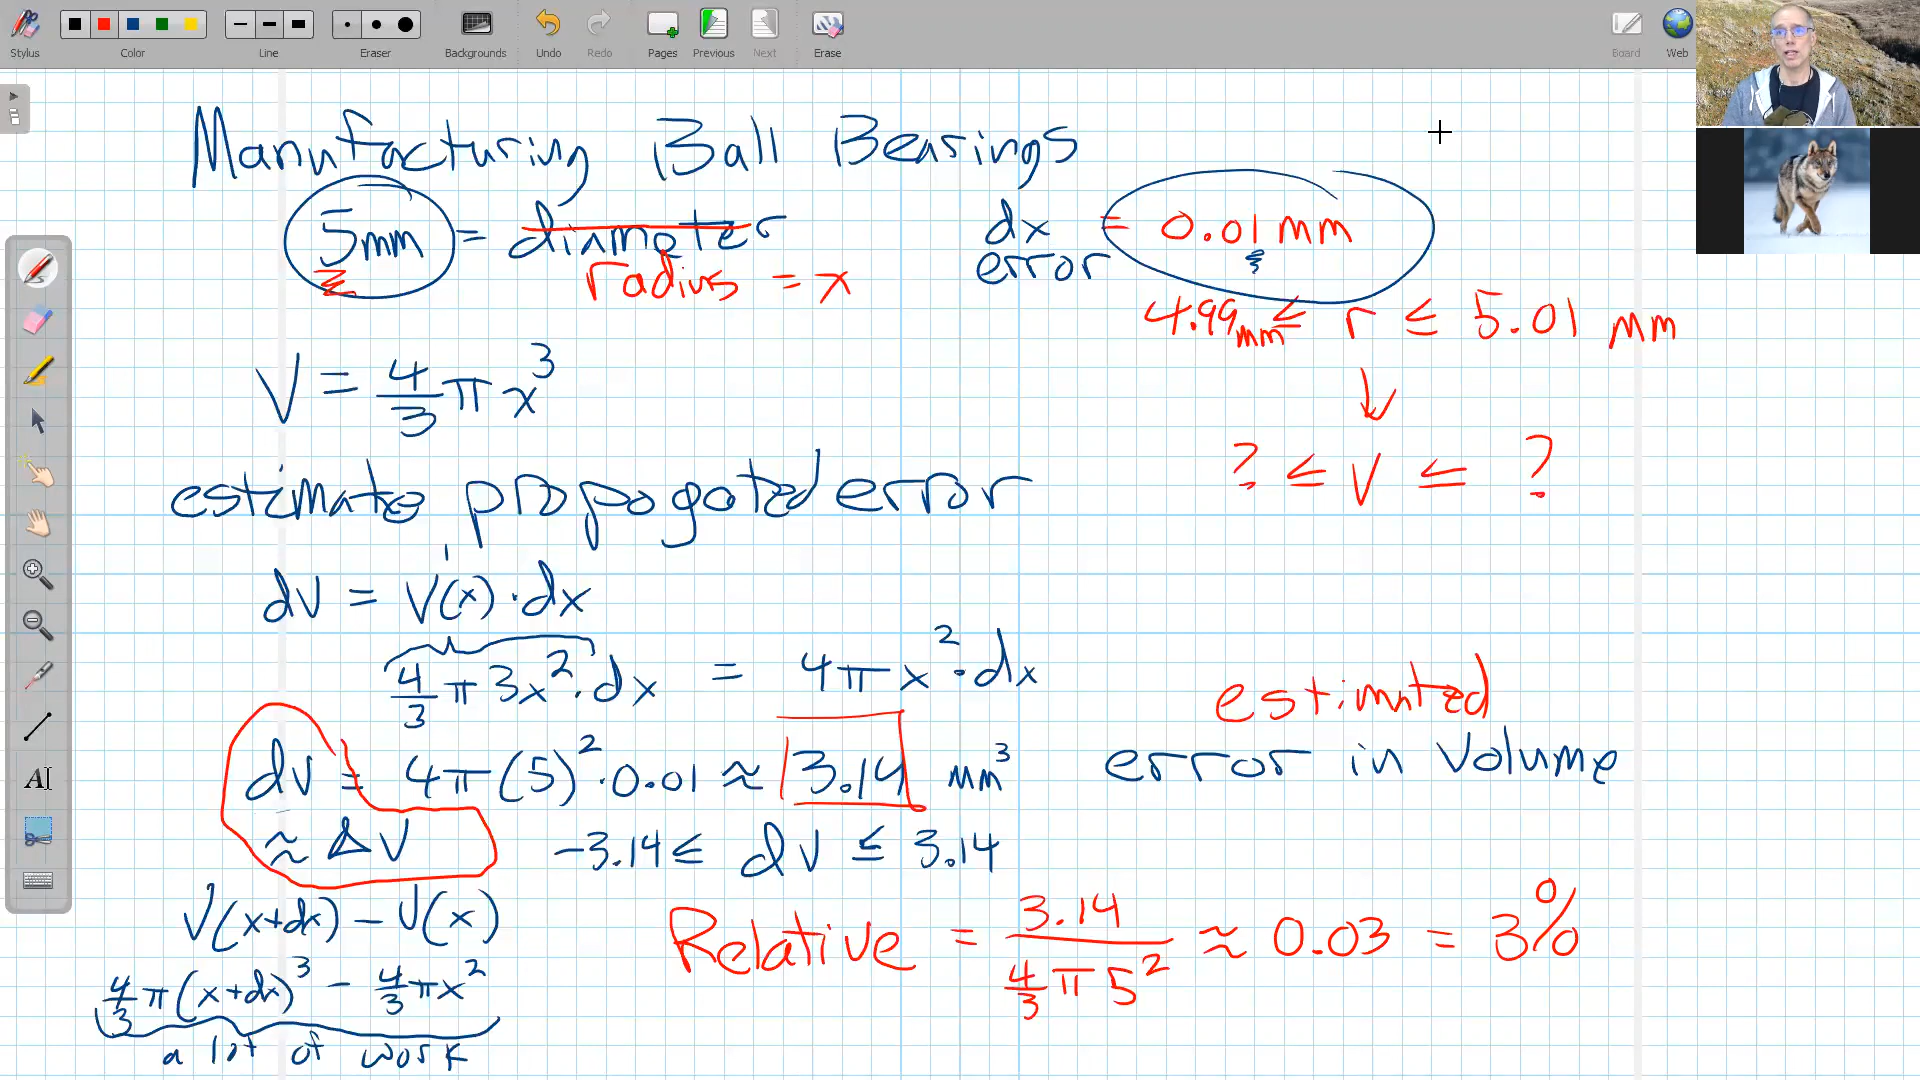 Stylus Color Line Eraser Backgrounds Undo Redo Pages Previous Next Erase Board Web
Manufacturing Ball Bearings
5mm = diameter
radius = x
dx = 0.01 mm
error
4.99 mm ≤ r ≤ 5.01 mm
V = 4/3 π x³
? ≤ V ≤ ?
estimate propogated error
dV = V'(x) · dx
4/3 π 3x² · dx = 4π x² · dx
estimated
error in volume
dV = 4π (5)² · 0.01 ≈ 3.14 mm³
≈ ΔV
-3.14 ≤ dV ≤ 3.14
V(x+dx) - V(x)
Relative = 3.14 / 4/3 π 5² ≈ 0.03 = 3%
4/3 π (x+dx)³ - 4/3 π x²
a lot of work
AI